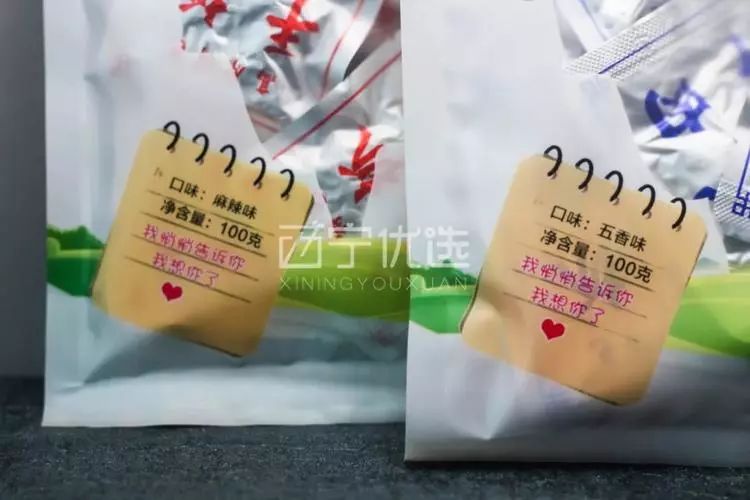 口味：麻辣味
净含量：100克
我悄悄告诉你
我想你了
西宁优选
XININGYOUXUAN
口味：五香味
净含量：100克
我悄悄告诉你
我想你了